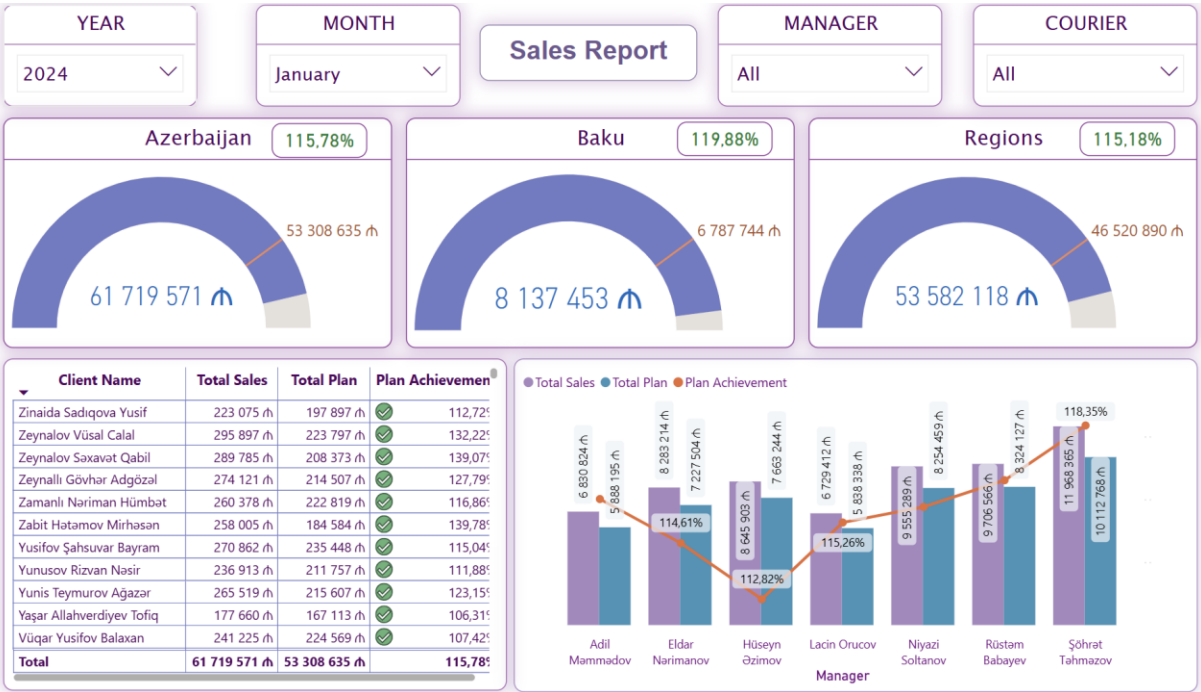 YEAR
2024
MONTH
January
Sales Report
MANAGER
All
COURIER
All
Azerbaijan 115,78%
53 308 635 ₼
61 719 571 ₼
Baku 119,88%
6 787 744 ₼
8 137 453 ₼
Regions 115,18%
46 520 890 ₼
53 582 118 ₼
Client Name Total Sales Total Plan Plan Achievemen
Zinaida Sadıqova Yusif 223 075 ₼ 197 897 ₼ 112,72%
Zeynalov Vüsal Calal 295 897 ₼ 223 797 ₼ 132,22%
Zeynalov Səxavət Qabil 289 785 ₼ 208 373 ₼ 139,07%
Zeynallı Gövhər Adgözəl 274 121 ₼ 214 507 ₼ 127,79%
Zamanlı Nəriman Hümbət 260 378 ₼ 222 819 ₼ 116,86%
Zabit Hətəmov Mirhəsən 258 005 ₼ 184 584 ₼ 139,78%
Yusifov Şahsuvar Bayram 270 862 ₼ 235 448 ₼ 115,04%
Yunusov Rizvan Nəsir 236 913 ₼ 211 757 ₼ 111,88%
Yunis Teymurov Ağazər 265 519 ₼ 215 607 ₼ 123,15%
Yaşar Allahverdiyev Tofiq 177 660 ₼ 167 113 ₼ 106,31%
Vüqar Yusifov Balaxan 241 225 ₼ 224 569 ₼ 107,42%
Total 61 719 571 ₼ 53 308 635 ₼ 115,78%
Total Sales Total Plan Plan Achievement
6 830 824 ₼
5 888 195 ₼
8 283 214 ₼
7 227 504 ₼
114,61%
8 645 903 ₼
7 663 244 ₼
112,82%
6 729 412 ₼
5 838 338 ₼
115,26%
9 555 289 ₼
8 254 459 ₼
9 706 566 ₼
8 324 127 ₼
118,35%
11 968 365 ₼
10 112 768 ₼
Adil Məmmədov
Eldar Nərimanov
Hüseyn Əzimov
Lacin Orucov
Niyazi Soltanov
Rüstəm Babayev
Şöhrət Təhməzov
Manager